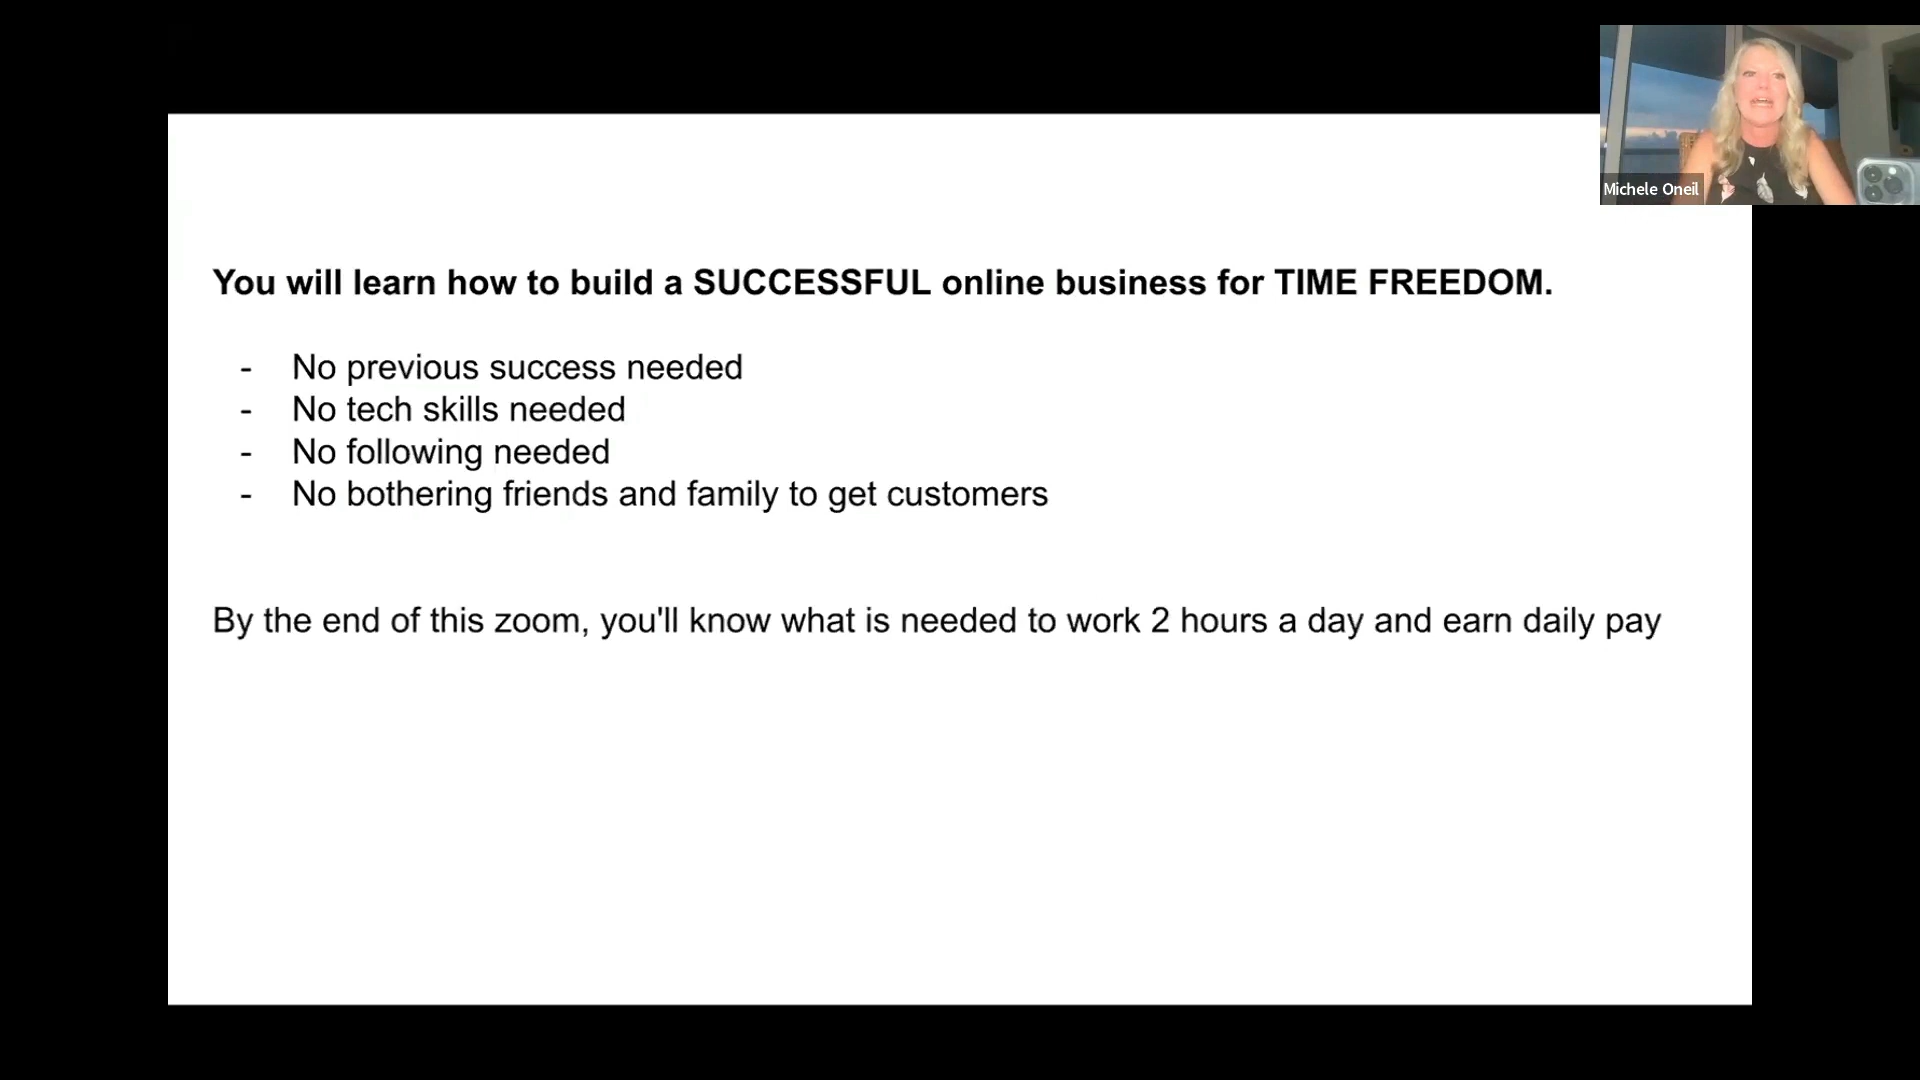 Michele Oneil
You will learn how to build a SUCCESSFUL online business for TIME FREEDOM.
- No previous success needed
- No tech skills needed
- No following needed
- No bothering friends and family to get customers
By the end of this zoom, you'll know what is needed to work 2 hours a day and earn daily pay